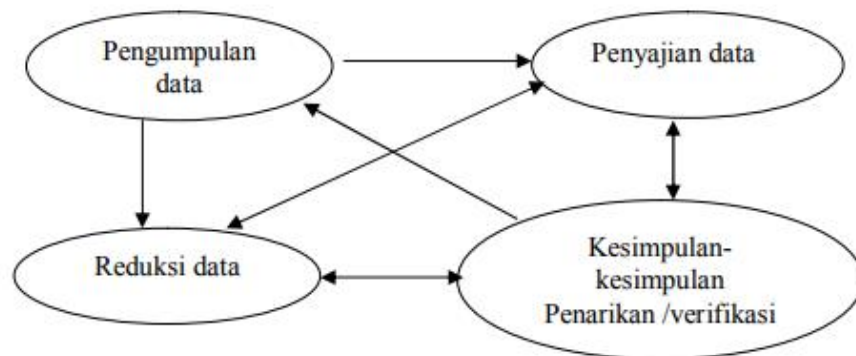 Pengumpulan
data
Penyajian data
Reduksi data
Kesimpulan-
kesimpulan
Penarikan /verifikasi